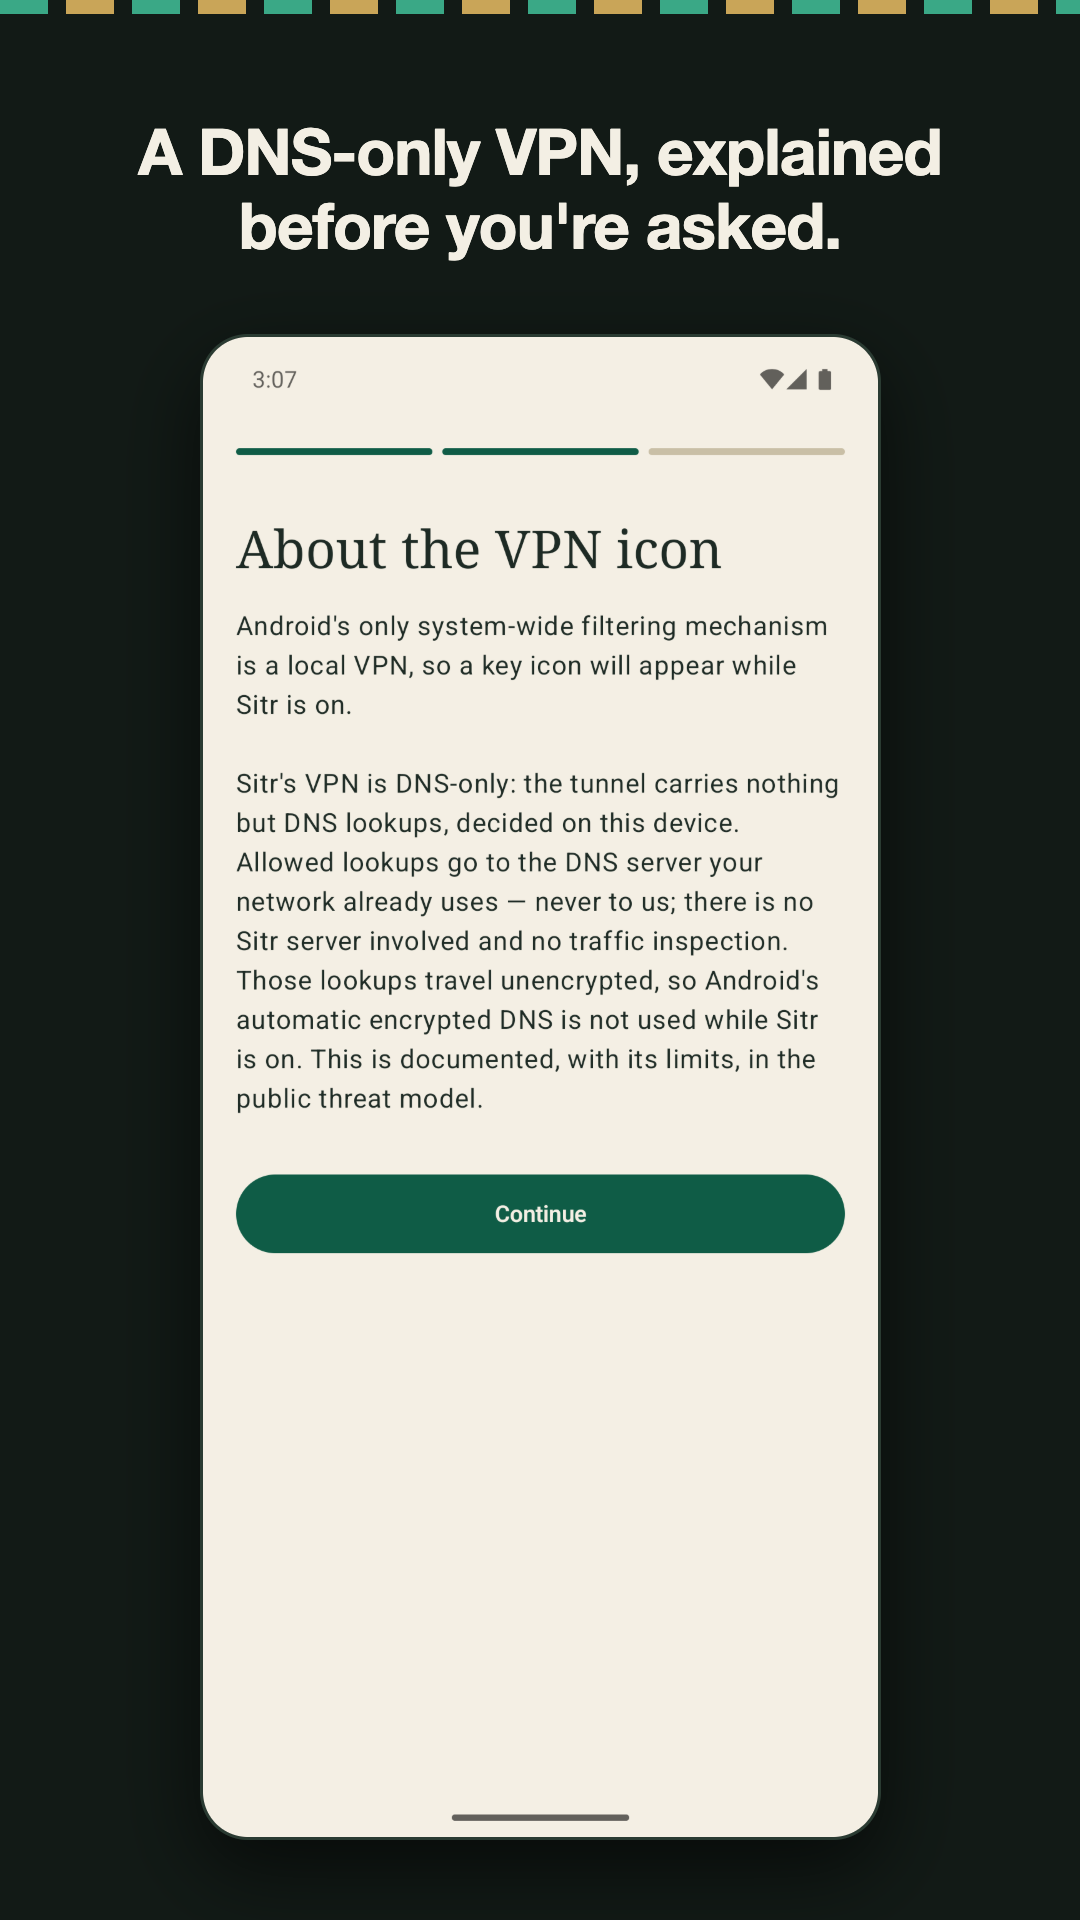 A DNS-only VPN, explained
before you're asked.
3:07
About the VPN icon
Android's only system-wide filtering mechanism
is a local VPN, so a key icon will appear while
Sitr is on.
Sitr's VPN is DNS-only: the tunnel carries nothing
but DNS lookups, decided on this device.
Allowed lookups go to the DNS server your
network already uses — never to us; there is no
Sitr server involved and no traffic inspection.
Those lookups travel unencrypted, so Android's
automatic encrypted DNS is not used while Sitr
is on. This is documented, with its limits, in the
public threat model.
Continue